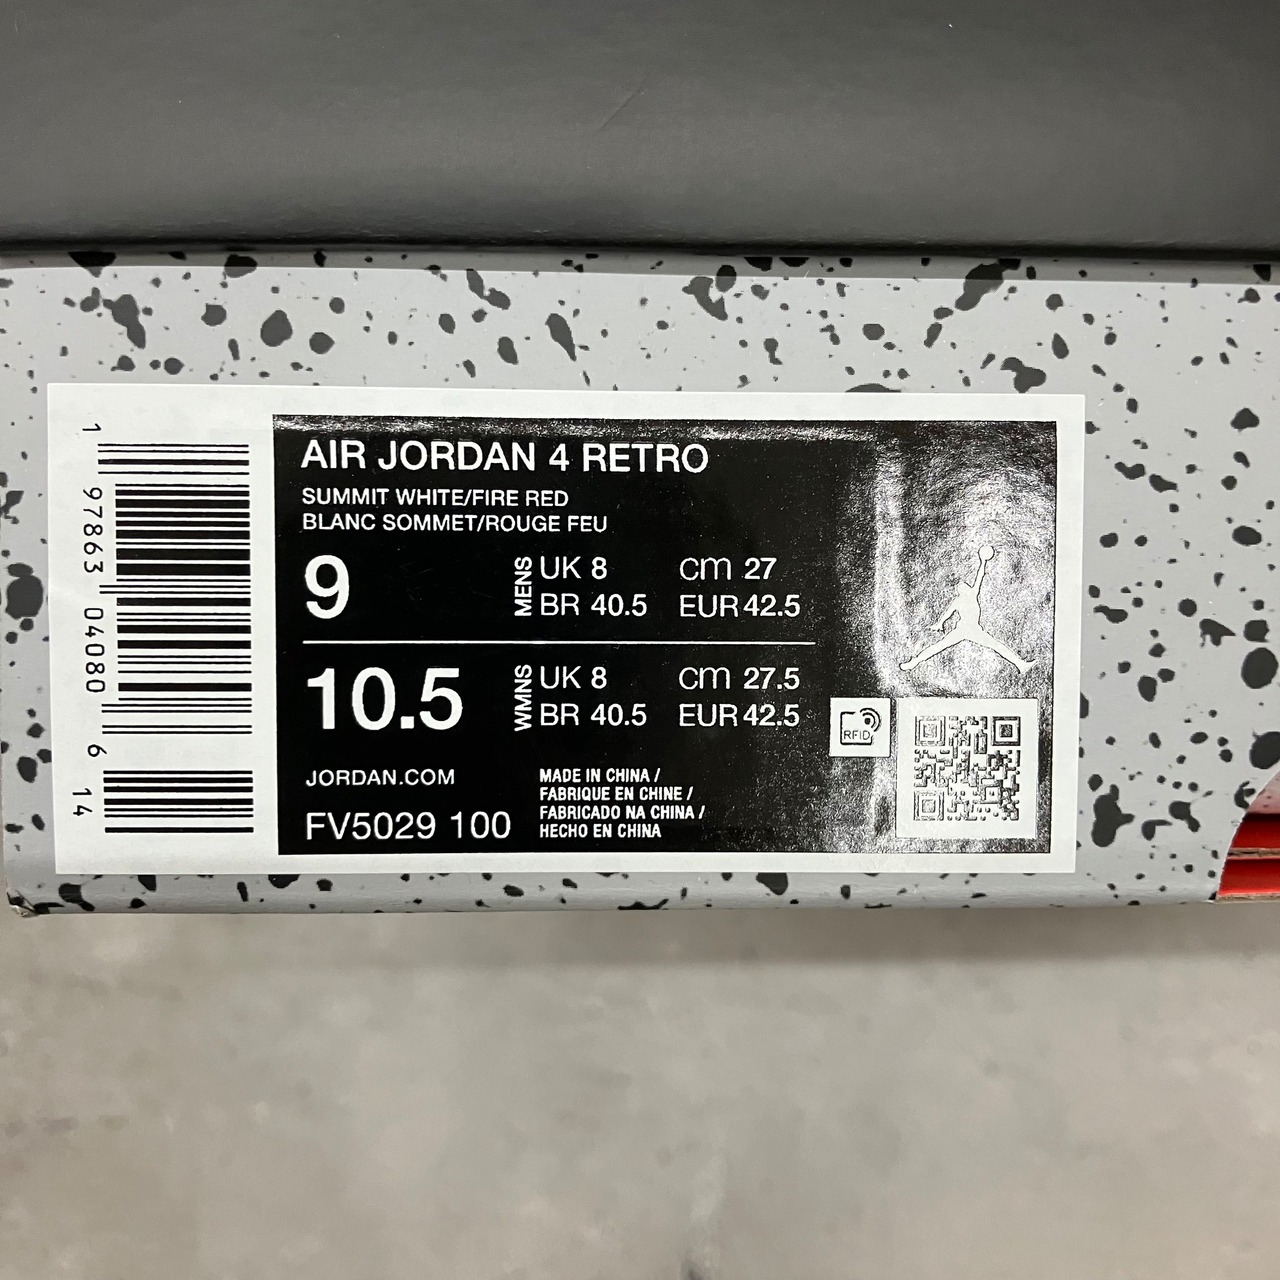 AIR JORDAN 4 RETRO
SUMMIT WHITE/FIRE RED
BLANC SOMMET/ROUGE FEU
9
MENS
UK 8 cm 27
BR 40.5 EUR 42.5
10.5
WMNS
UK 8 cm 27.5
BR 40.5 EUR 42.5
JORDAN.COM
FV5029 100
MADE IN CHINA /
FABRIQUE EN CHINE /
FABRICADO NA CHINA /
HECHO EN CHINA
RFID
1 97863 04080 6 14